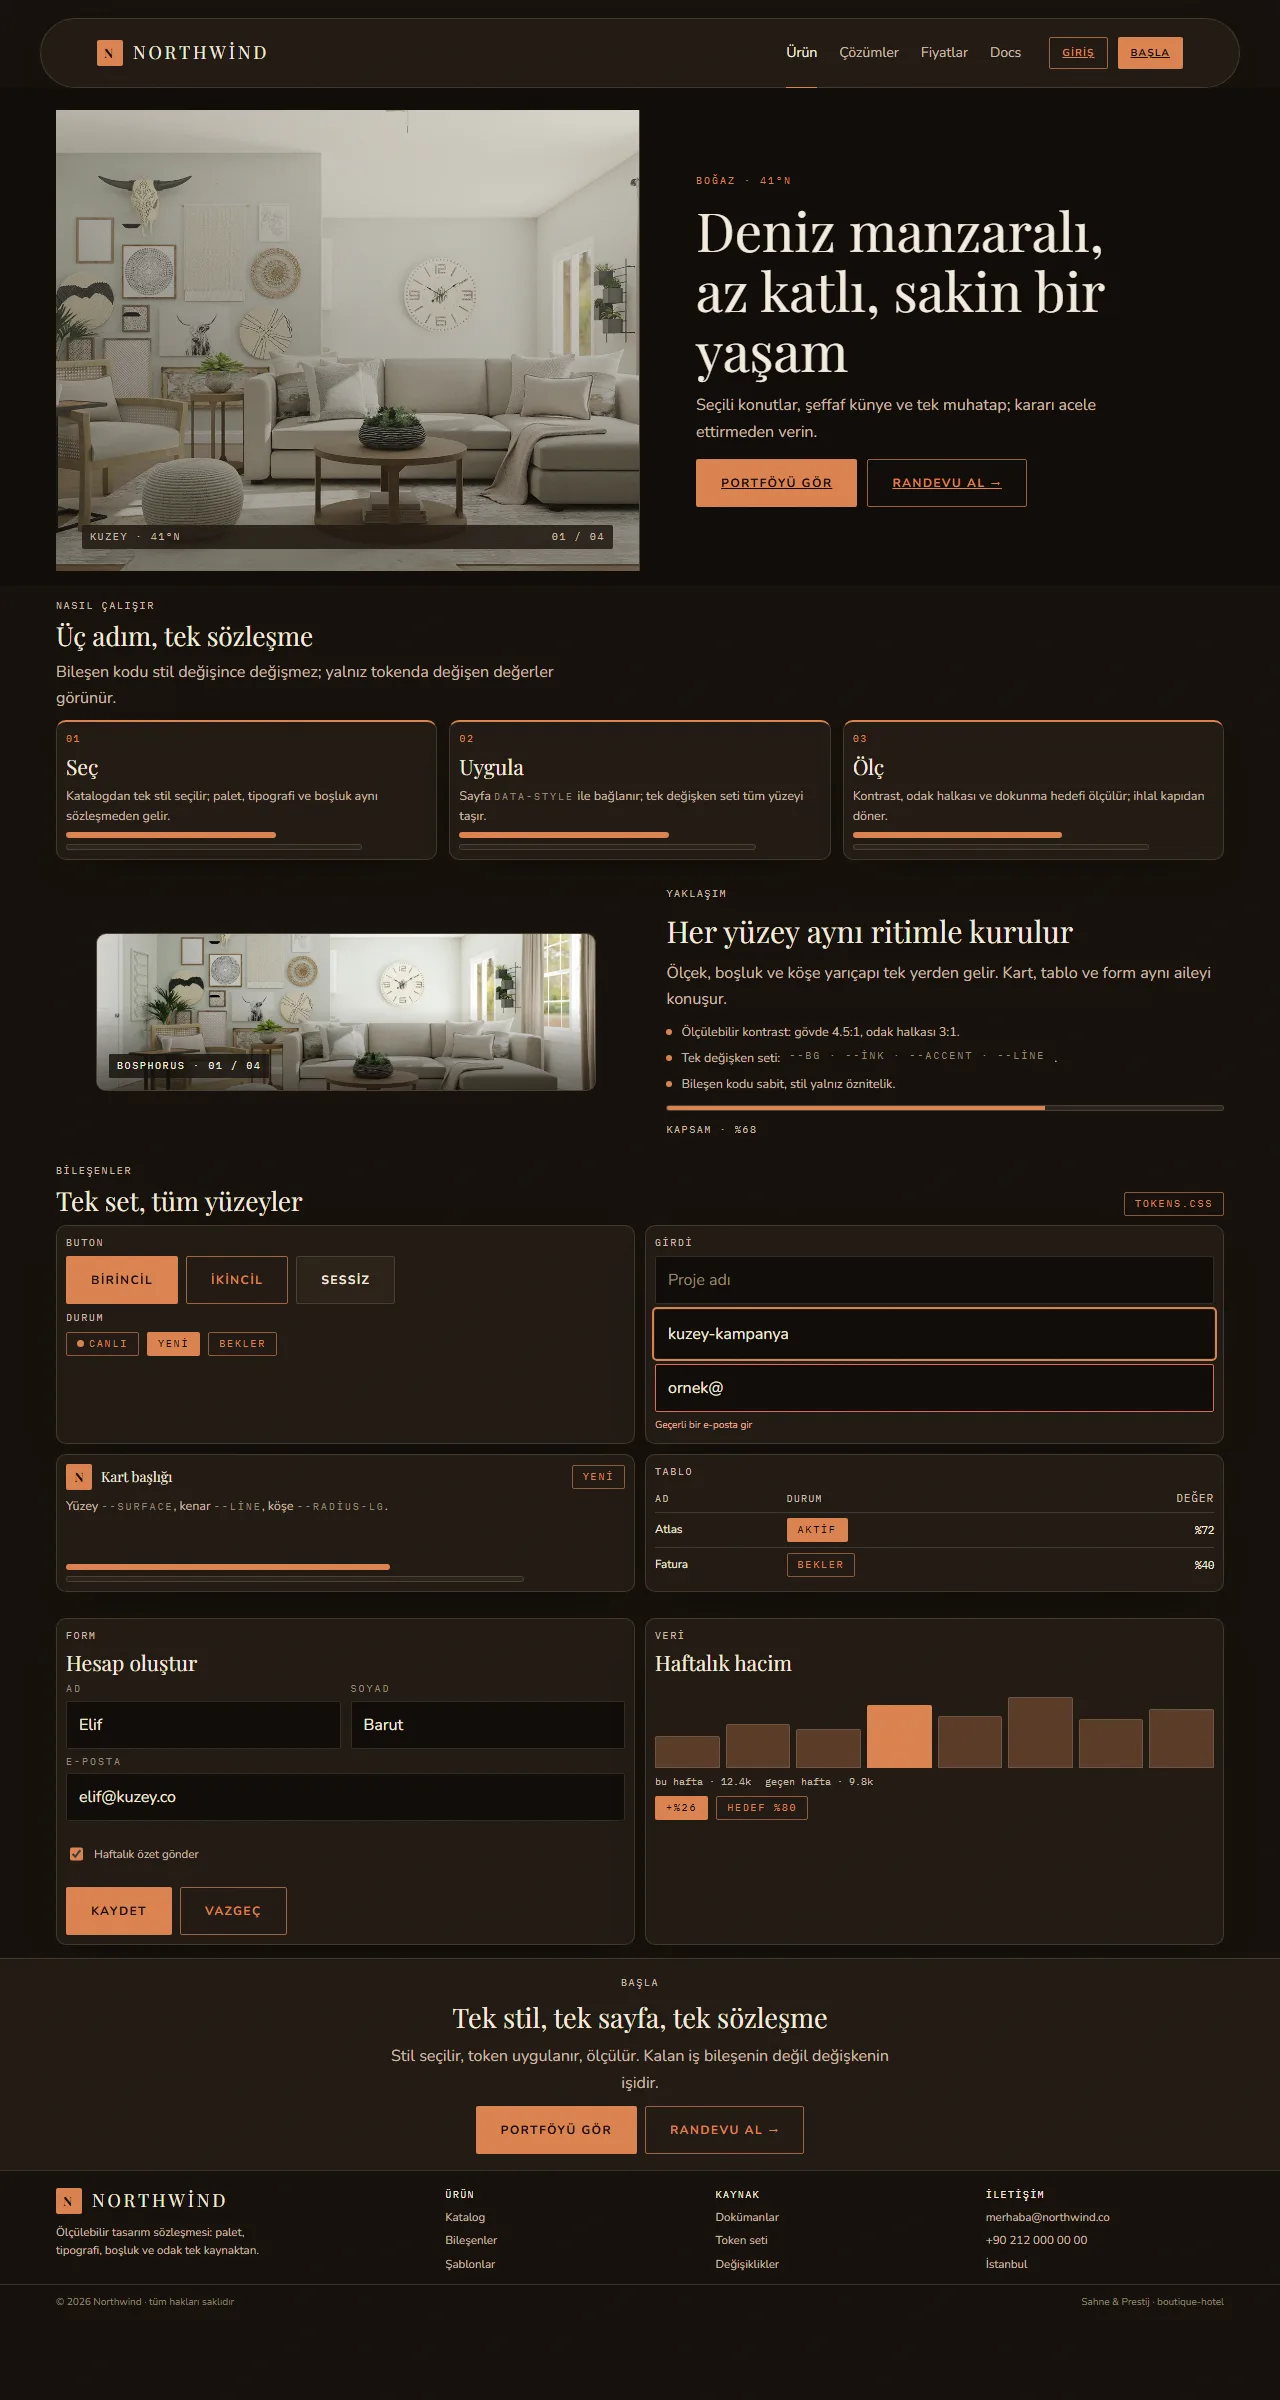 N NORTHWİND
Ürün Çözümler Fiyatlar Docs GİRİŞ BAŞLA
BOĞAZ · 41°N
Deniz manzaralı,
az katlı, sakin bir
yaşam
Seçili konutlar, şeffaf künye ve tek muhatap; kararı acele
ettirmeden verin.
PORTFÖYÜ GÖR RANDEVU AL →
KUZEY · 41°N 01 / 04
NASIL ÇALIŞIR
Üç adım, tek sözleşme
Bileşen kodu stil değişince değişmez; yalnız tokenda değişen değerler
görünür.
01
Seç
Katalogdan tek stil seçilir; palet, tipografi ve boşluk aynı
sözleşmeden gelir.
02
Uygula
Sayfa DATA-STYLE ile bağlanır; tek değişken seti tüm yüzeyi
taşır.
03
Ölç
Kontrast, odak halkası ve dokunma hedefi ölçülür; ihlal kapıdan
döner.
BOSPHORUS · 01 / 04
YAKLAŞIM
Her yüzey aynı ritimle kurulur
Ölçek, boşluk ve köşe yarıçapı tek yerden gelir. Kart, tablo ve form aynı aileyi
konuşur.
Ölçülebilir kontrast: gövde 4.5:1, odak halkası 3:1.
Tek değişken seti: --BG · --İNK · --ACCENT · --LİNE .
Bileşen kodu sabit, stil yalnız öznitelik.
KAPSAM · %68
BİLEŞENLER
Tek set, tüm yüzeyler
TOKENS.CSS
BUTON
BİRİNCİL İKİNCİL SESSİZ
DURUM
CANLI YENİ BEKLER
GİRDİ
Proje adı
kuzey-kampanya
ornek@
Geçerli bir e-posta gir
N Kart başlığı YENİ
Yüzey --SURFACE, kenar --LİNE, köşe --RADİUS-LG.
TABLO
AD DURUM DEĞER
Atlas AKTİF %72
Fatura BEKLER %40
FORM
Hesap oluştur
AD SOYAD
Elif Barut
E-POSTA
elif@kuzey.co
Haftalık özet gönder
KAYDET VAZGEÇ
VERİ
Haftalık hacim
bu hafta · 12.4k geçen hafta · 9.8k
+%26 HEDEF %80
BAŞLA
Tek stil, tek sayfa, tek sözleşme
Stil seçilir, token uygulanır, ölçülür. Kalan iş bileşenin değil değişkenin
işidir.
PORTFÖYÜ GÖR RANDEVU AL →
N NORTHWİND
Ölçülebilir tasarım sözleşmesi: palet,
tipografi, boşluk ve odak tek kaynaktan.
ÜRÜN
Katalog
Bileşenler
Şablonlar
KAYNAK
Dokümanlar
Token seti
Değişiklikler
İLETİŞİM
merhaba@northwind.co
+90 212 000 00 00
İstanbul
© 2026 Northwind · tüm hakları saklıdır
Sahne & Prestij · boutique-hotel